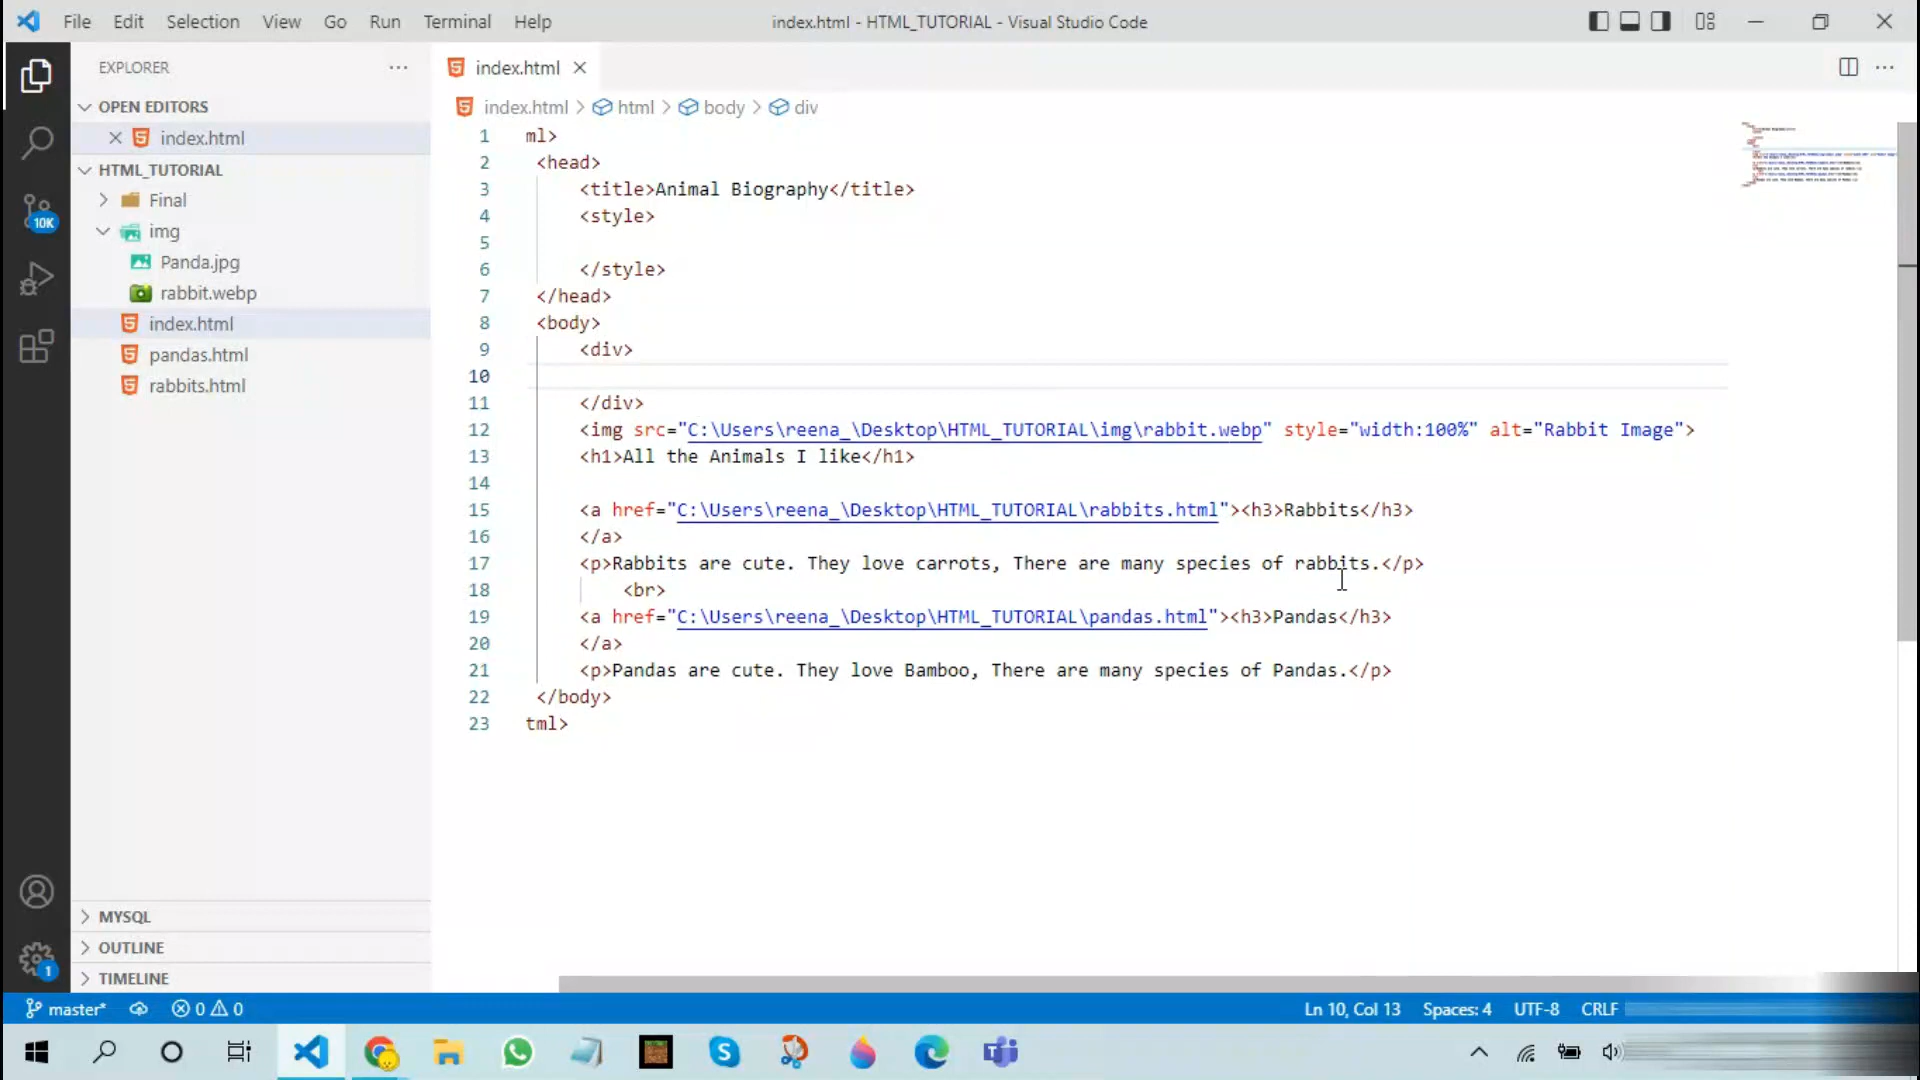 File Edit Selection View Go Run Terminal Help
index.html - HTML_TUTORIAL - Visual Studio Code
EXPLORER
OPEN EDITORS
index.html
HTML_TUTORIAL
Final
img
Panda.jpg
rabbit.webp
index.html
pandas.html
rabbits.html
10K
1
MYSQL
OUTLINE
TIMELINE
index.html
index.html > html > body > div
1 ml>
2 <head>
3 <title>Animal Biography</title>
4 <style>
5
6 </style>
7 </head>
8 <body>
9 <div>
10
11 </div>
12 <img src="C:\Users\reena_\Desktop\HTML_TUTORIAL\img\rabbit.webp" style="width:100%" alt="Rabbit Image">
13 <h1>All the Animals I like</h1>
14
15 <a href="C:\Users\reena_\Desktop\HTML_TUTORIAL\rabbits.html"><h3>Rabbits</h3>
16 </a>
17 <p>Rabbits are cute. They love carrots, There are many species of rabbits.</p>
18 <br>
19 <a href="C:\Users\reena_\Desktop\HTML_TUTORIAL\pandas.html"><h3>Pandas</h3>
20 </a>
21 <p>Pandas are cute. They love Bamboo, There are many species of Pandas.</p>
22 </body>
23 tml>
master* 0 0 Ln 10, Col 13 Spaces: 4 UTF-8 CRLF